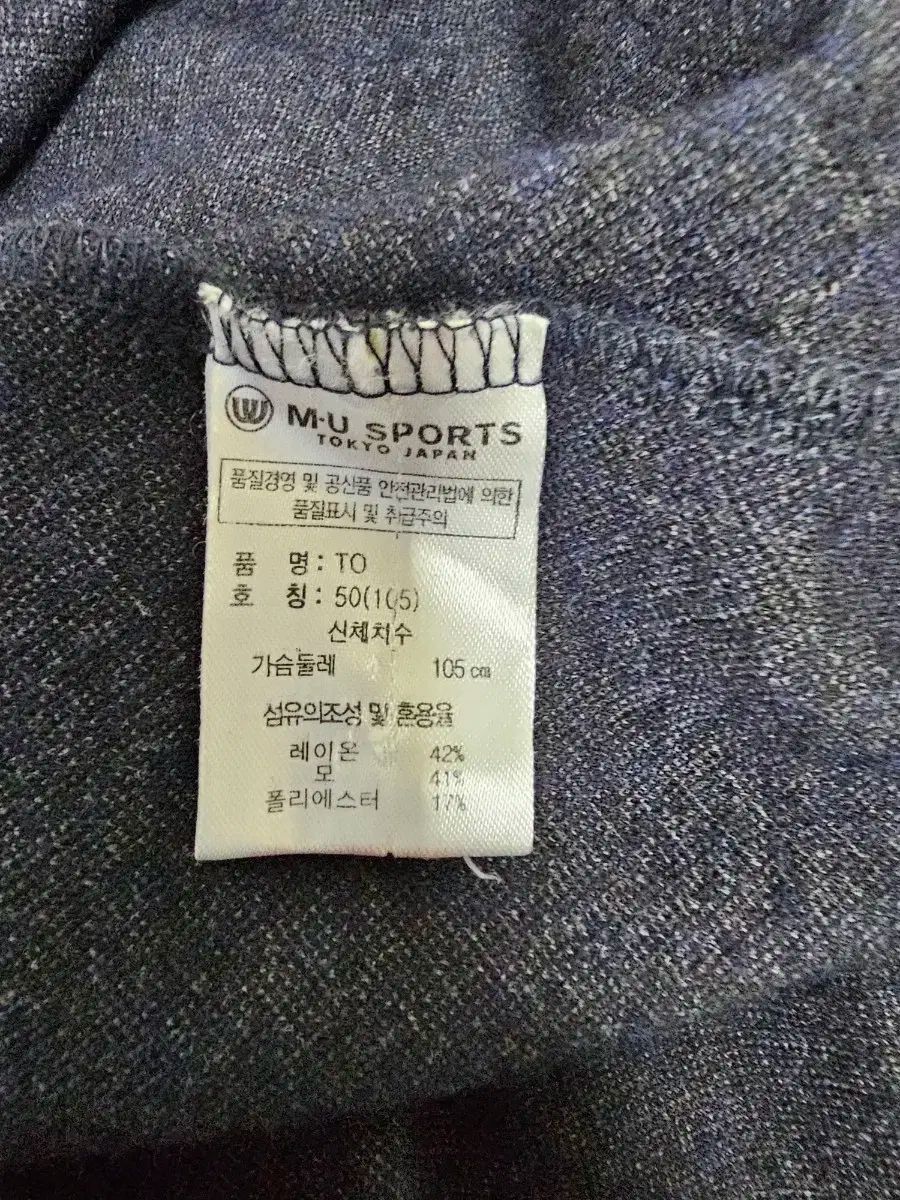 M·U SPORTS
TOKYO JAPAN
품질경영 및 공산품 안전관리법에 의한
품질표시 및 취급주의
품 명 : TO
호 칭 : 50(105)
신체치수
가슴둘레 105 cm
섬유의조성 및 혼용율
레이온 42%
모 41%
폴리에스터 17%